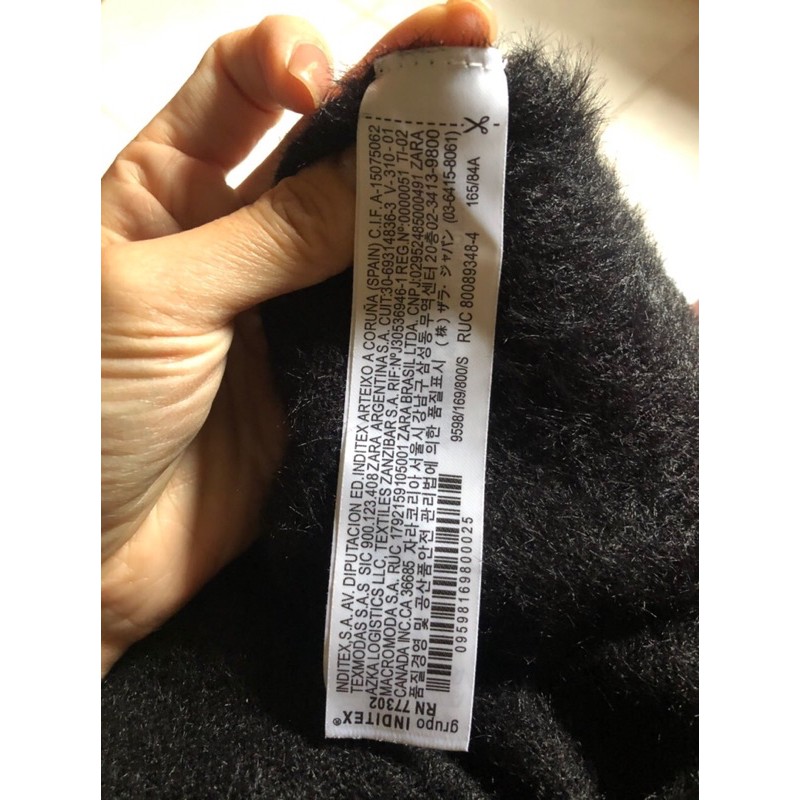 grupo INDITEX®
RN 77302
INDITEX,S.A. AV. DIPUTACION ED.INDITEX ARTEIXO A CORUÑA (SPAIN) C.I.F. A-15075062
TEXMODAS S.A.S SIC 900.123.408 ZARA ARGENTINA S.A. CUIT:30-69314836-3 V-310-01
AZKA LOGISTICS LLC, TEXTILES ZANZIBAR S.A. RIF:NºJ30536946-1 REG.Nº:0000051 TI-02
MACROMODA S.A. RUC 1792159105001 ZARA BRASIL LTDA. CNPJ:02952485000491 ZARA
CANADA INC.CA 36685 자라코리아 서울시 강남구 삼성동 무역센터 20층 02-3413-9800
품질경영 및 공산품안전 관리법에 의한 품질표시 (株) ザラ・ジャパン (03-6415-8061)
9598/169/800/S RUC 80089348-4 165/84A
09598169800025